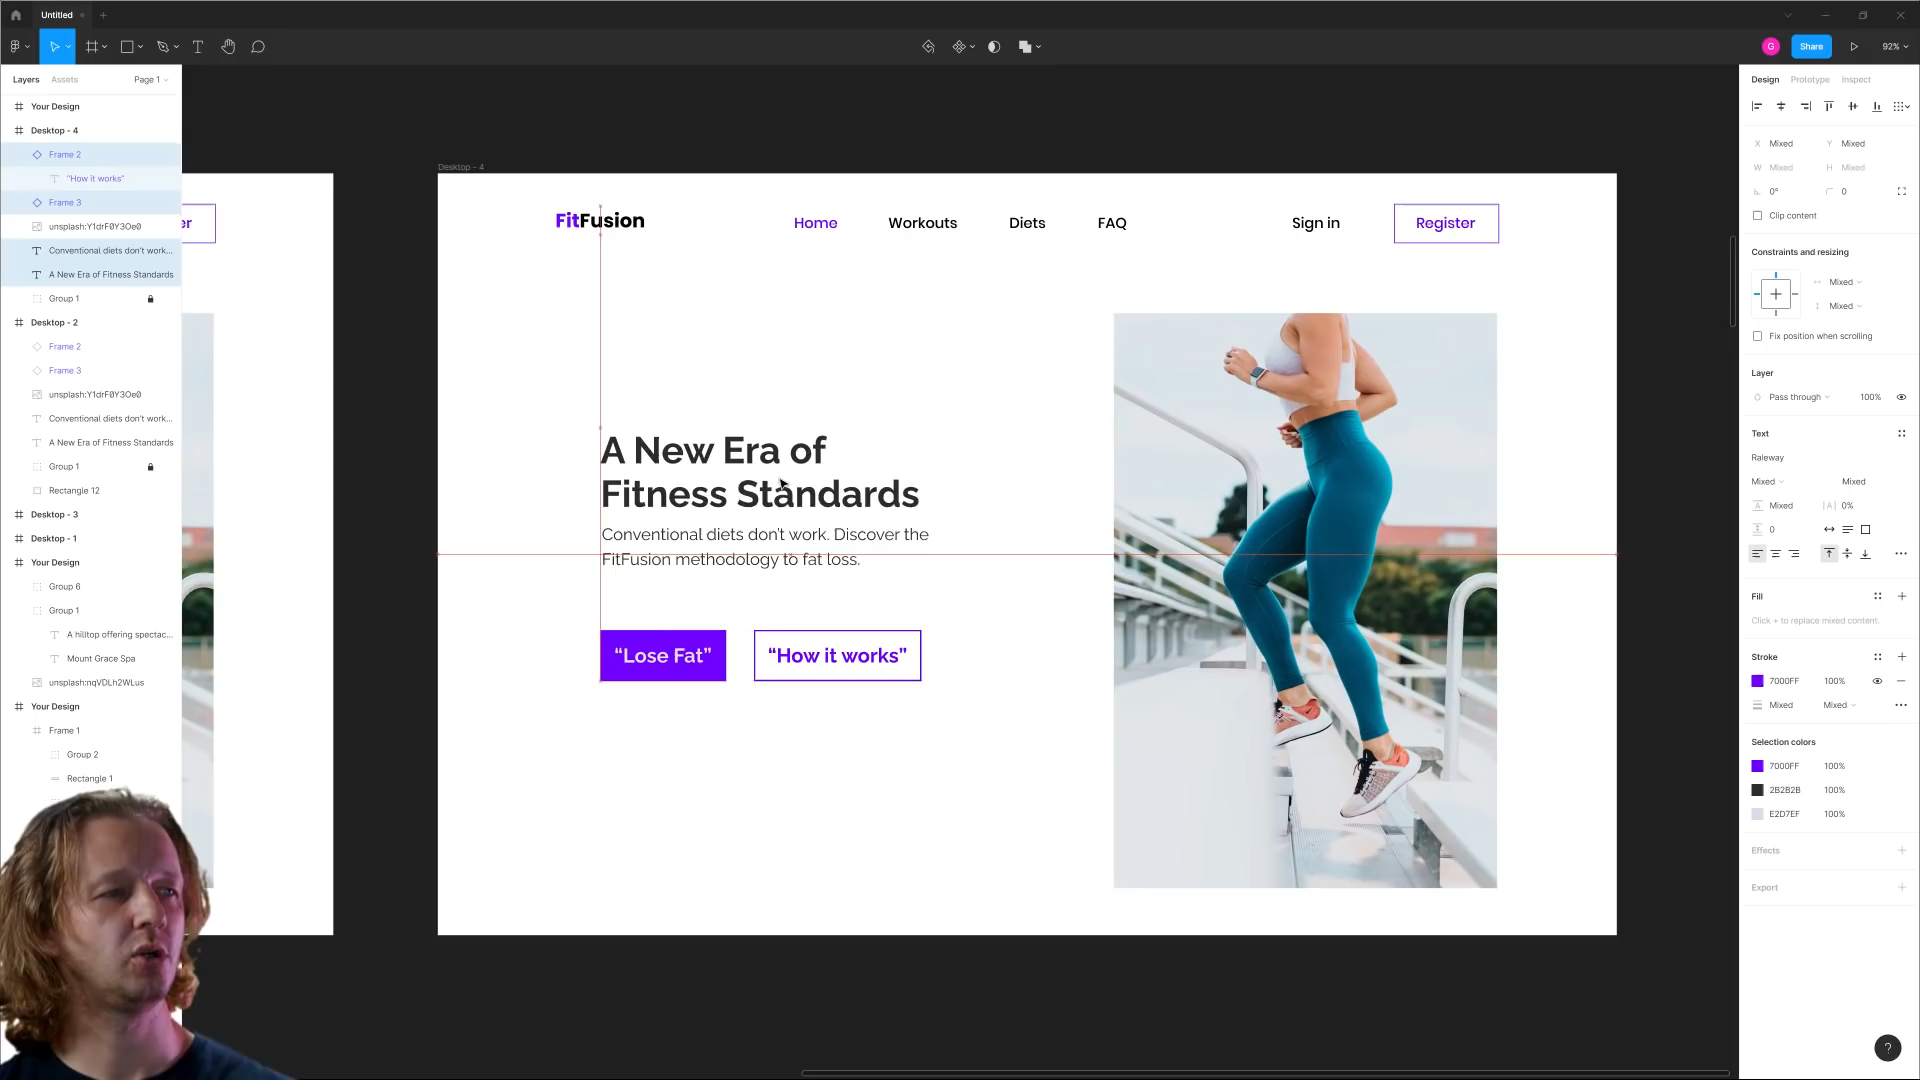 Untitled
G
Share
92%
Layers
Assets
Page 1
Your Design
Desktop - 4
Frame 2
"How it works"
Frame 3
unsplash:Y1drF0Y3Oe0
Conventional diets don't work...
A New Era of Fitness Standards
Group 1
Desktop - 2
Frame 2
Frame 3
unsplash:Y1drF0Y3Oe0
Conventional diets don't work...
A New Era of Fitness Standards
Group 1
Rectangle 12
Desktop - 3
Desktop - 1
Your Design
Group 6
Group 1
A hilltop offering spectac...
Mount Grace Spa
unsplash:nqVDLh2WLus
Your Design
Frame 1
Group 2
Rectangle 1
er
Desktop - 4
FitFusion
Home
Workouts
Diets
FAQ
Sign in
Register
A New Era of
Fitness Standards
Conventional diets don't work. Discover the
FitFusion methodology to fat loss.
“Lose Fat”
“How it works”
Design
Prototype
Inspect
X Mixed
Y Mixed
W Mixed
H Mixed
0°
0
Clip content
Constraints and resizing
Mixed
Mixed
Fix position when scrolling
Layer
Pass through
100%
Text
Raleway
Mixed
Mixed
A Mixed
|A| 0%
0
Fill
Click + to replace mixed content.
Stroke
7000FF
100%
Mixed
Mixed
Selection colors
7000FF
100%
2B2B2B
100%
E2D7EF
100%
Effects
Export
?